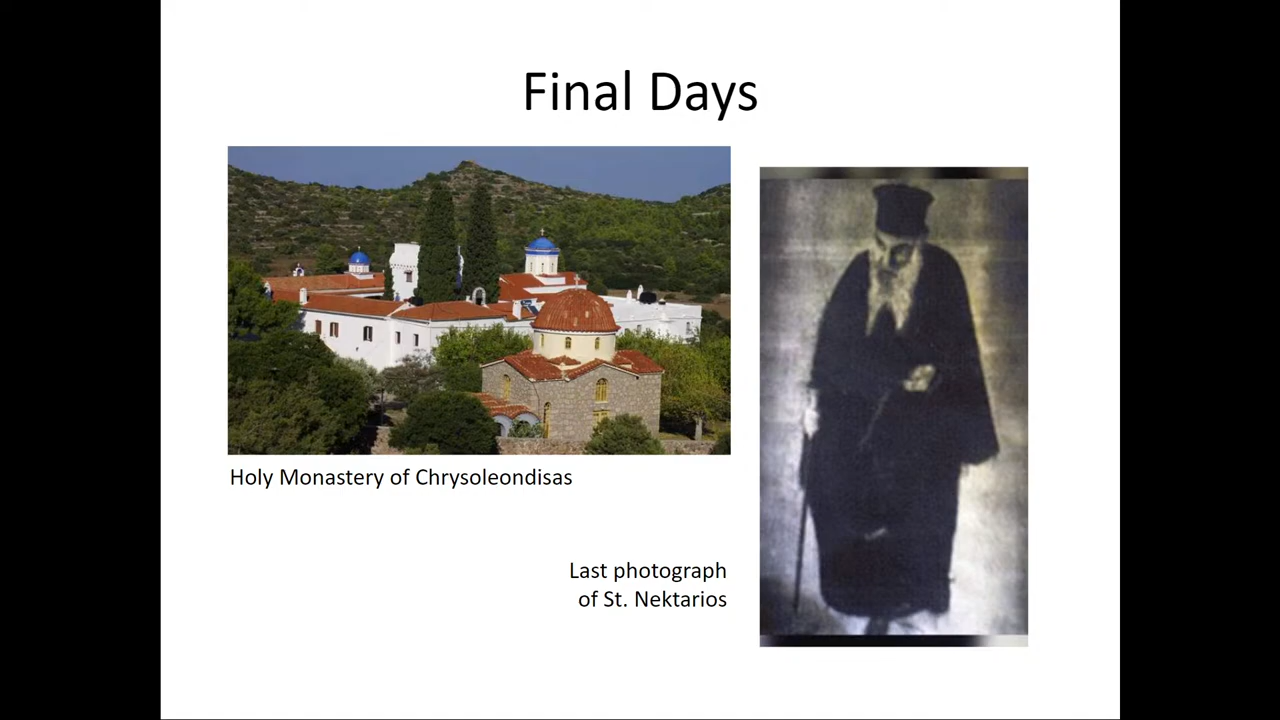 Final Days
Holy Monastery of Chrysoleondisas
Last photograph
of St. Nektarios